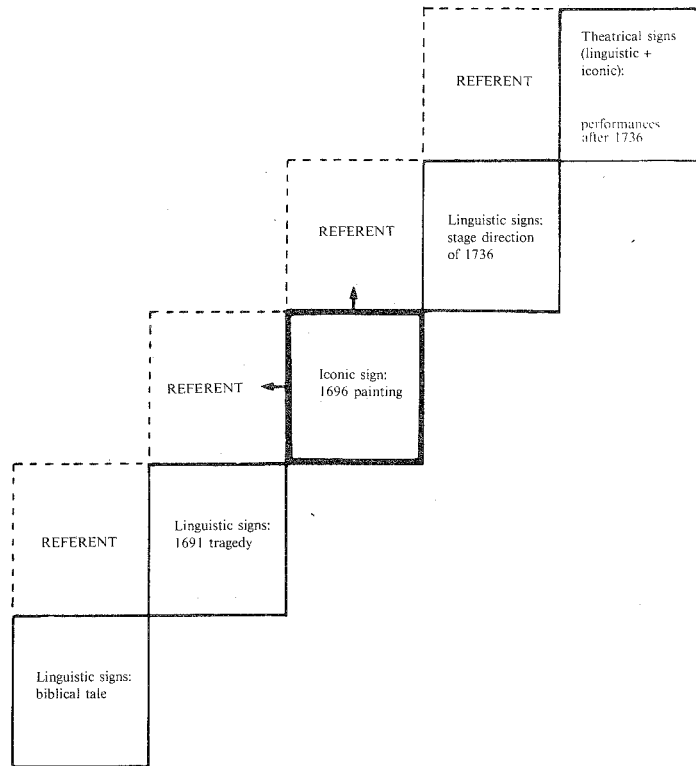 Theatrical signs
(linguistic +
iconic):
performances
after 1736
REFERENT
Linguistic signs:
stage direction
of 1736
REFERENT
Iconic sign:
1696 painting
REFERENT
Linguistic signs:
1691 tragedy
REFERENT
Linguistic signs:
biblical tale